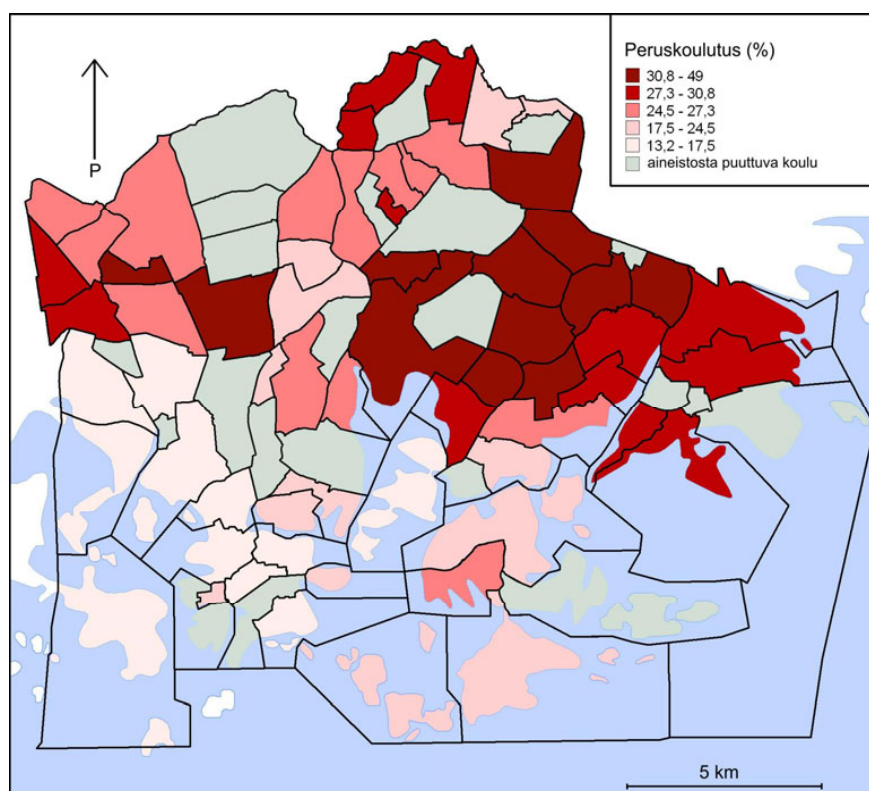 Peruskoulutus (%)
30,8 - 49
27,3 - 30,8
24,5 - 27,3
17,5 - 24,5
13,2 - 17,5
aineistosta puuttuva koulu
P
5 km